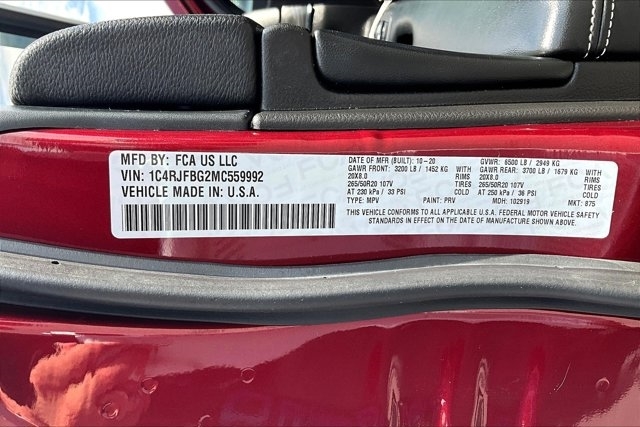 MFD BY: FCA US LLC
VIN: 1C4RJFBG2MC559992
VEHICLE MADE IN: U.S.A.
DATE OF MFR (BUILT): 10-20
GVWR: 6500 LB / 2949 KG
GAWR FRONT: 3200 LB / 1452 KG WITH
GAWR REAR: 3700 LB / 1679 KG WITH
20X8.0 RIMS
20X8.0 RIMS
265/50R20 107V TIRES
265/50R20 107V TIRES
AT 230 kPa / 33 PSI COLD
AT 250 kPa / 36 PSI COLD
TYPE: MPV PAINT: PRV MDH: 102919 MKT: 875
THIS VEHICLE CONFORMS TO ALL APPLICABLE U.S.A. FEDERAL MOTOR VEHICLE SAFETY
STANDARDS IN EFFECT ON THE DATE OF MANUFACTURE SHOWN ABOVE.